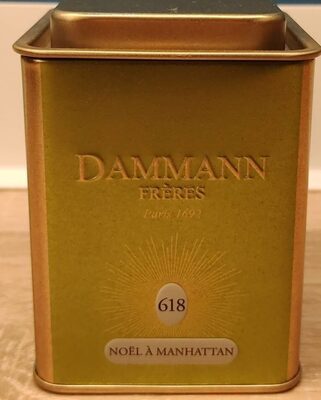 DAMMANN
FRÈRES
Paris 1692
618
NOËL À MANHATTAN